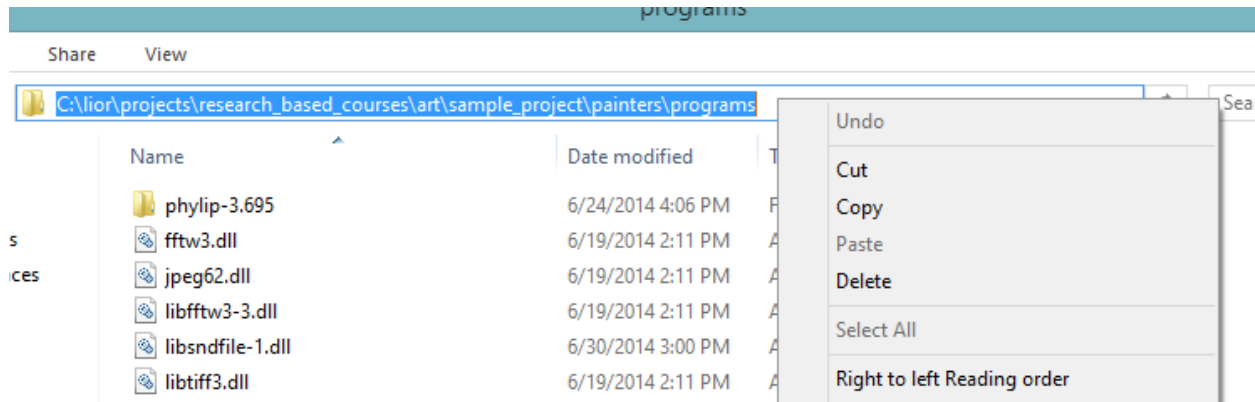 programs
Share View
C:\lior\projects\research_based_courses\art\sample_project\painters\programs
Name Date modified
phylip-3.695 6/24/2014 4:06 PM
fftw3.dll 6/19/2014 2:11 PM
jpeg62.dll 6/19/2014 2:11 PM
libfftw3-3.dll 6/19/2014 2:11 PM
libsndfile-1.dll 6/30/2014 3:00 PM
libtiff3.dll 6/19/2014 2:11 PM
Undo
Cut
Copy
Paste
Delete
Select All
Right to left Reading order